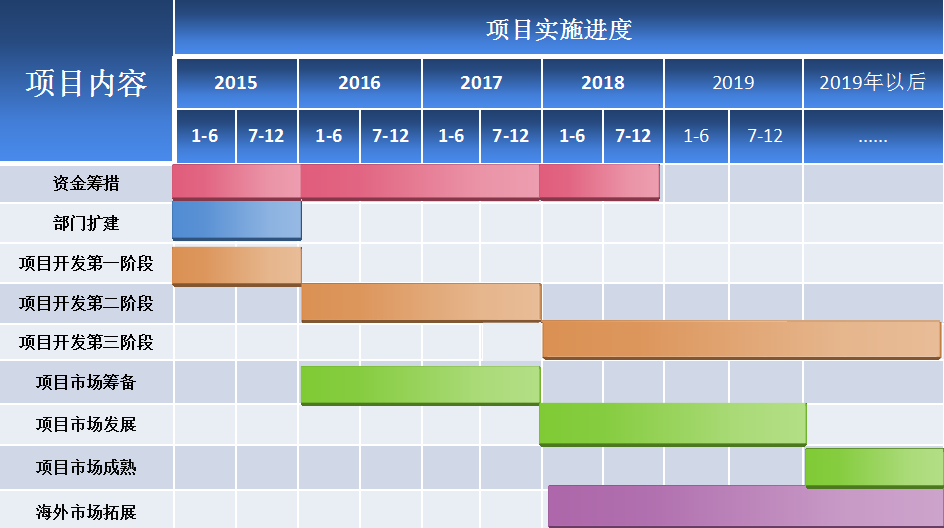 项目内容
项目实施进度
2015 2016 2017 2018 2019 2019年以后
1-6 7-12 1-6 7-12 1-6 7-12 1-6 7-12 1-6 7-12 ......
资金筹措
部门扩建
项目开发第一阶段
项目开发第二阶段
项目开发第三阶段
项目市场筹备
项目市场发展
项目市场成熟
海外市场拓展